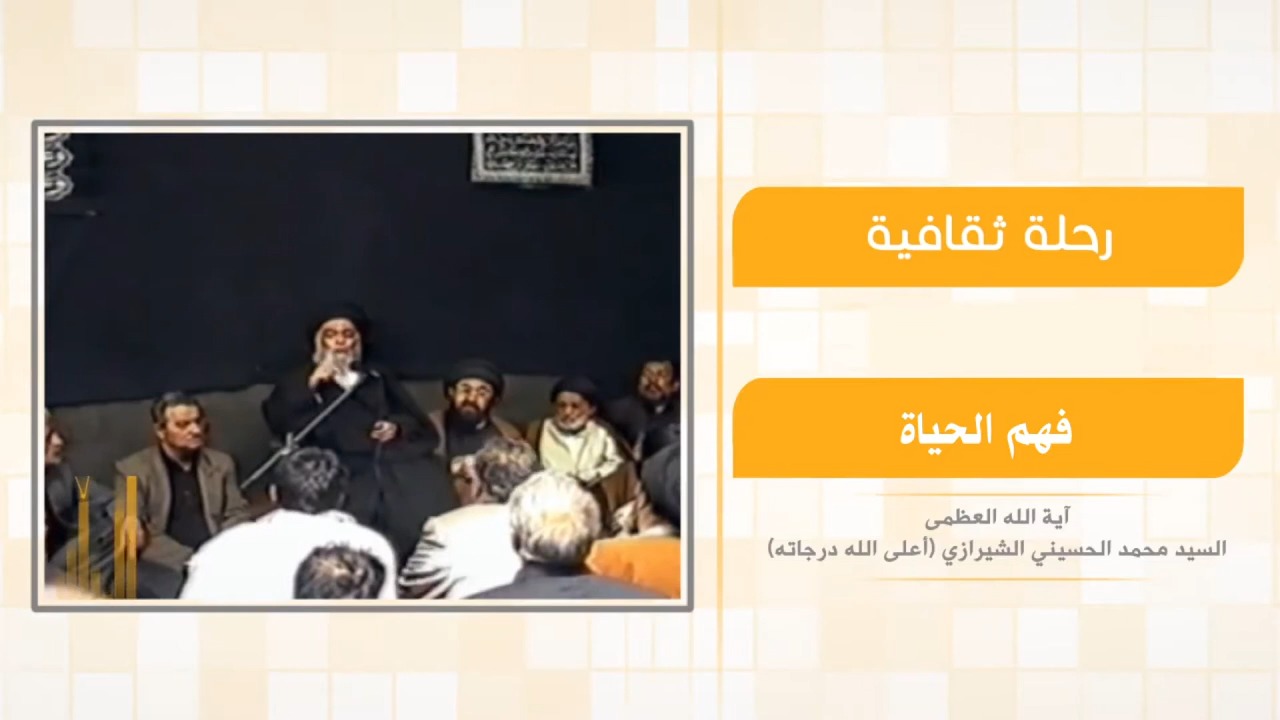 رحلة ثقافية
فهم الحياة
آية الله العظمى
السيد محمد الحسيني الشيرازي (أعلى الله درجاته)